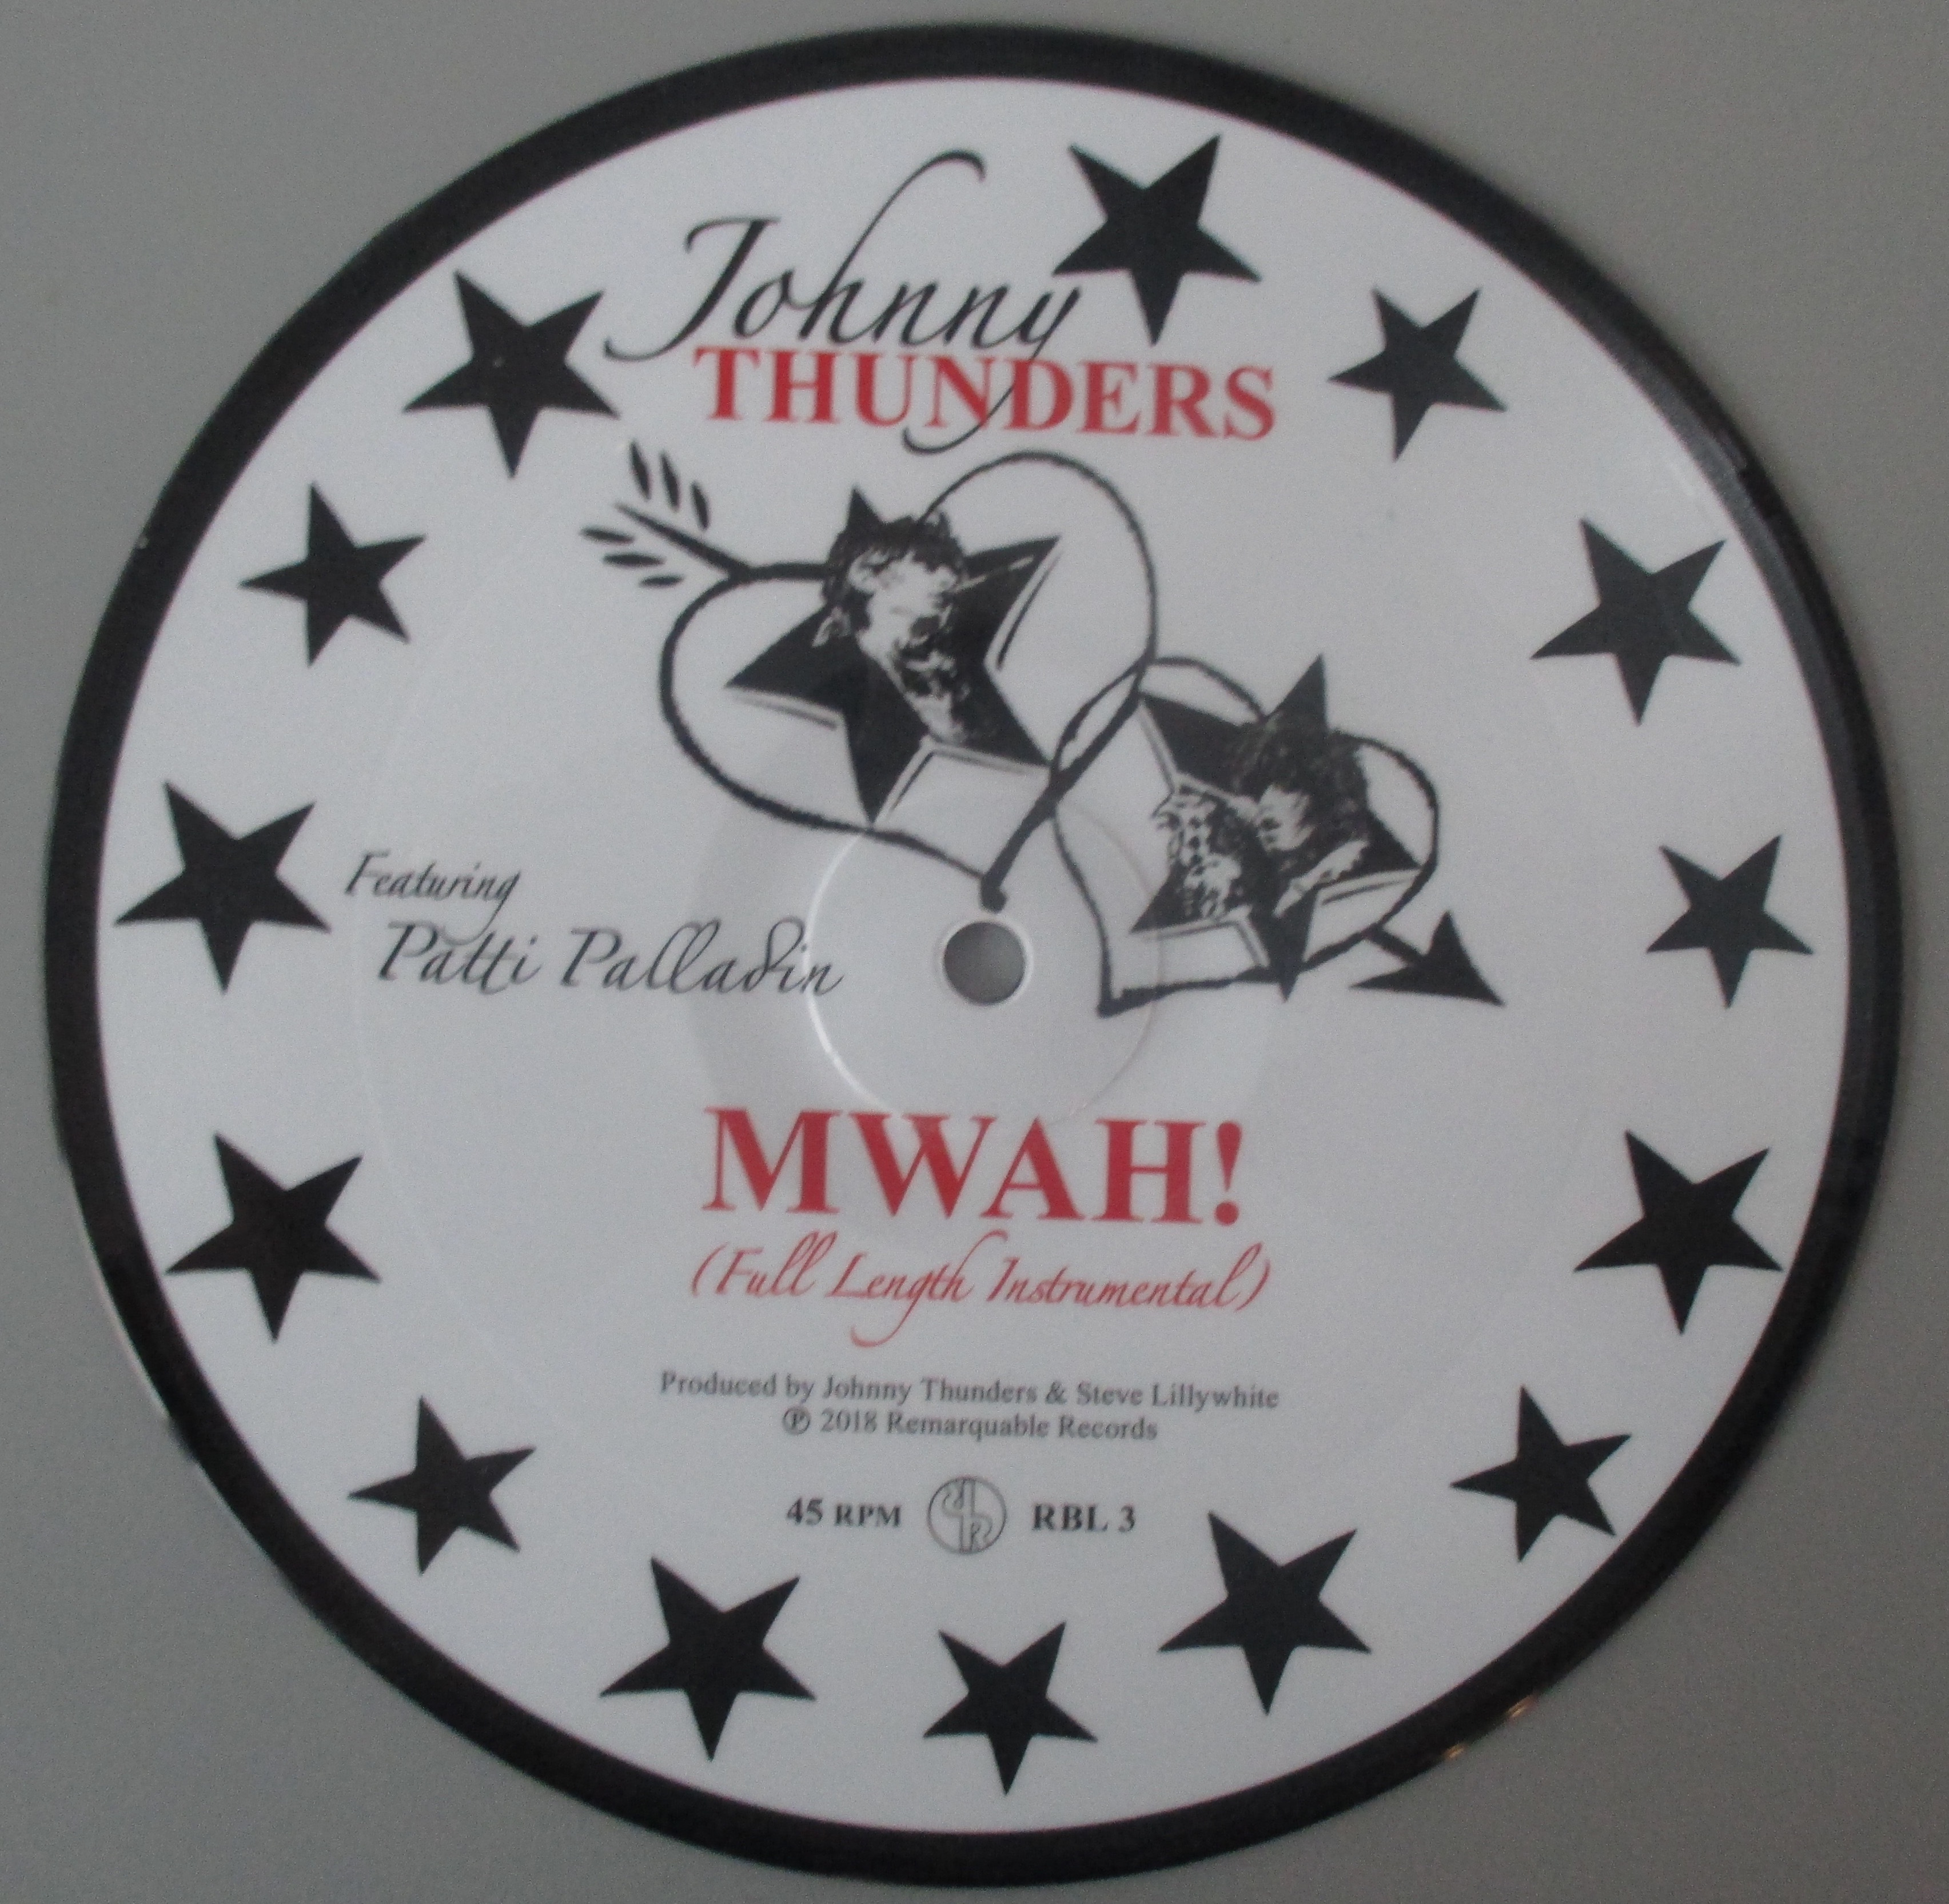 Johnny
THUNDERS
Featuring
Patti Palladin
MWAH!
(Full Length Instrumental)
Produced by Johnny Thunders & Steve Lillywhite
℗ 2018 Remarquable Records
45 RPM RBL 3